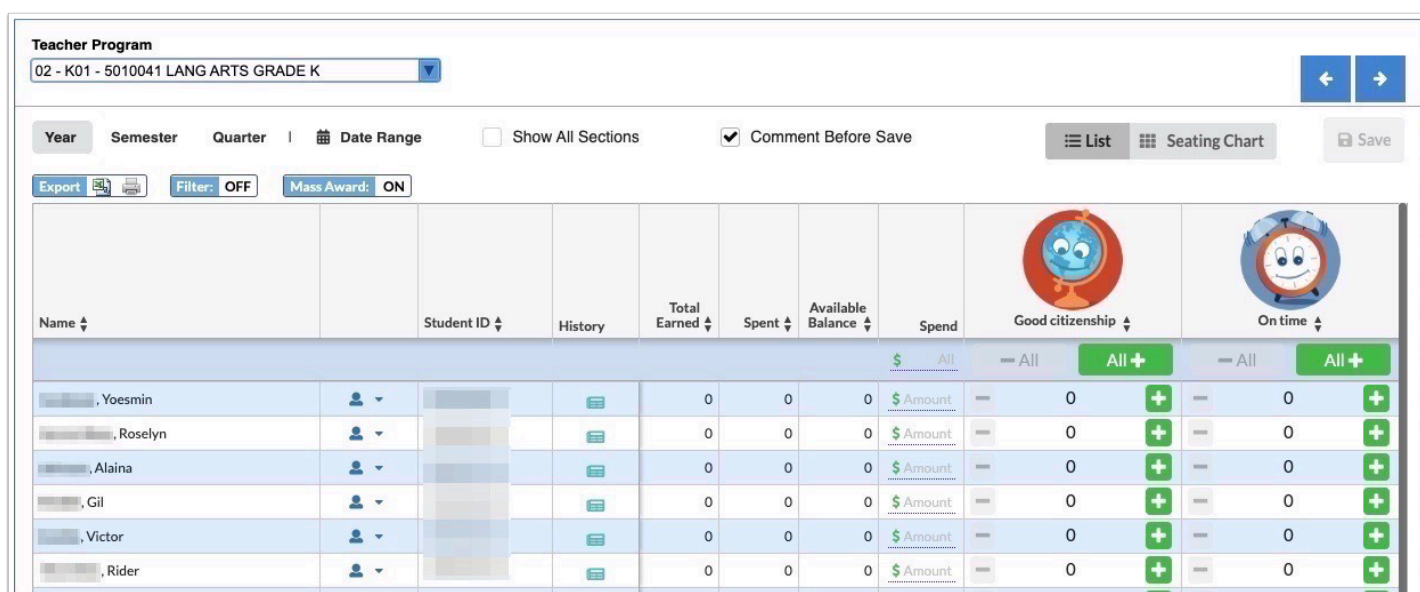 Teacher Program
02 - K01 - 5010041 LANG ARTS GRADE K
Year Semester Quarter | Date Range Show All Sections Comment Before Save List Seating Chart Save
Export Filter: OFF Mass Award: ON
Name Student ID History Total Earned Spent Available Balance Spend Good citizenship On time
$ All − All All + − All All +
, Yoesmin 0 0 0 $ Amount 0 0
, Roselyn 0 0 0 $ Amount 0 0
, Alaina 0 0 0 $ Amount 0 0
, Gil 0 0 0 $ Amount 0 0
, Victor 0 0 0 $ Amount 0 0
, Rider 0 0 0 $ Amount 0 0